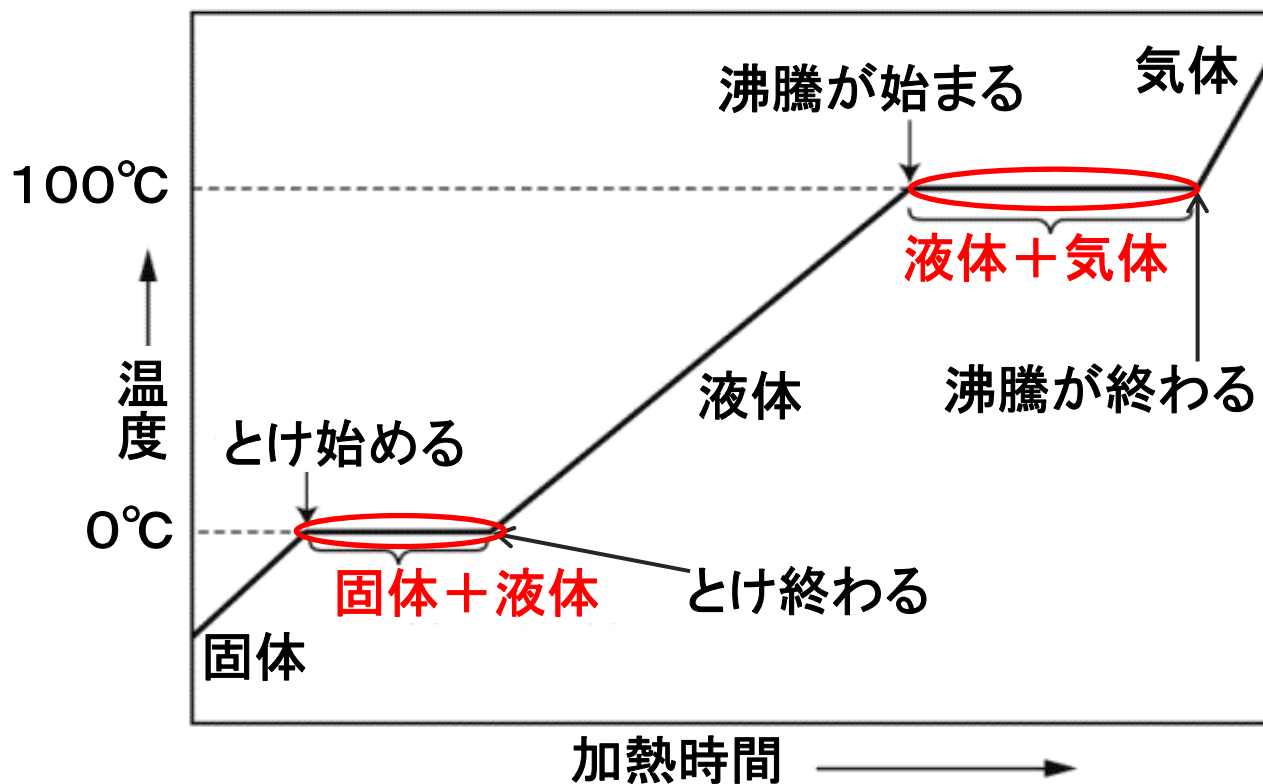 気体
沸騰が始まる
100℃
液体＋気体
沸騰が終わる
液体
温度
とけ始める
0℃
固体＋液体
とけ終わる
固体
加熱時間